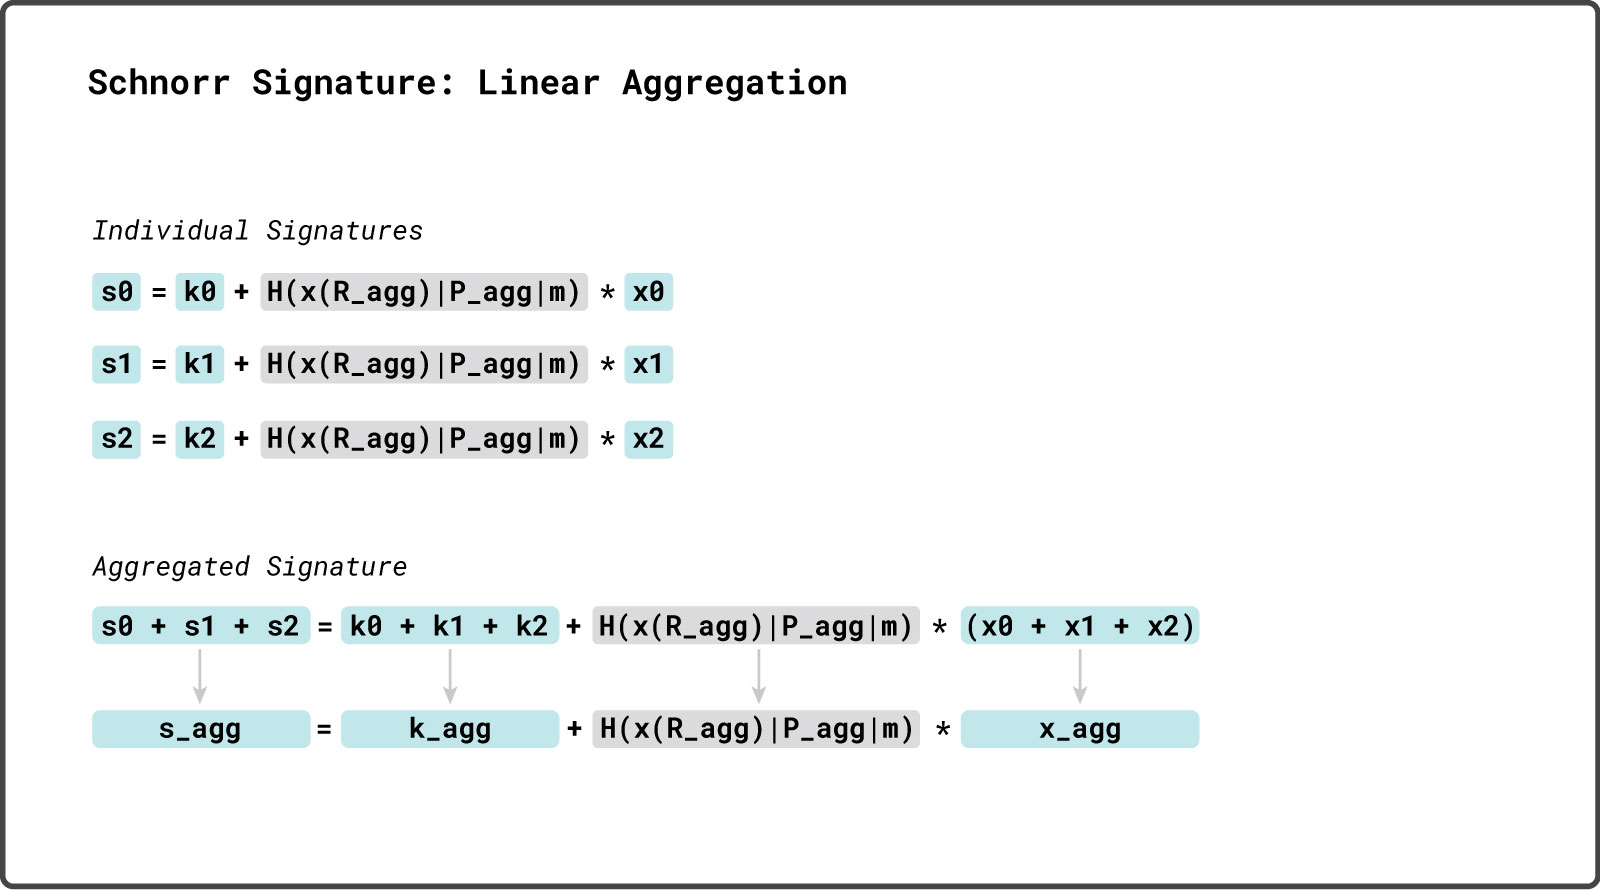 Schnorr Signature: Linear Aggregation
Individual Signatures
s0 = k0 + H(x(R_agg)|P_agg|m) * x0
s1 = k1 + H(x(R_agg)|P_agg|m) * x1
s2 = k2 + H(x(R_agg)|P_agg|m) * x2
Aggregated Signature
s0 + s1 + s2 = k0 + k1 + k2 + H(x(R_agg)|P_agg|m) * (x0 + x1 + x2)
s_agg = k_agg + H(x(R_agg)|P_agg|m) * x_agg